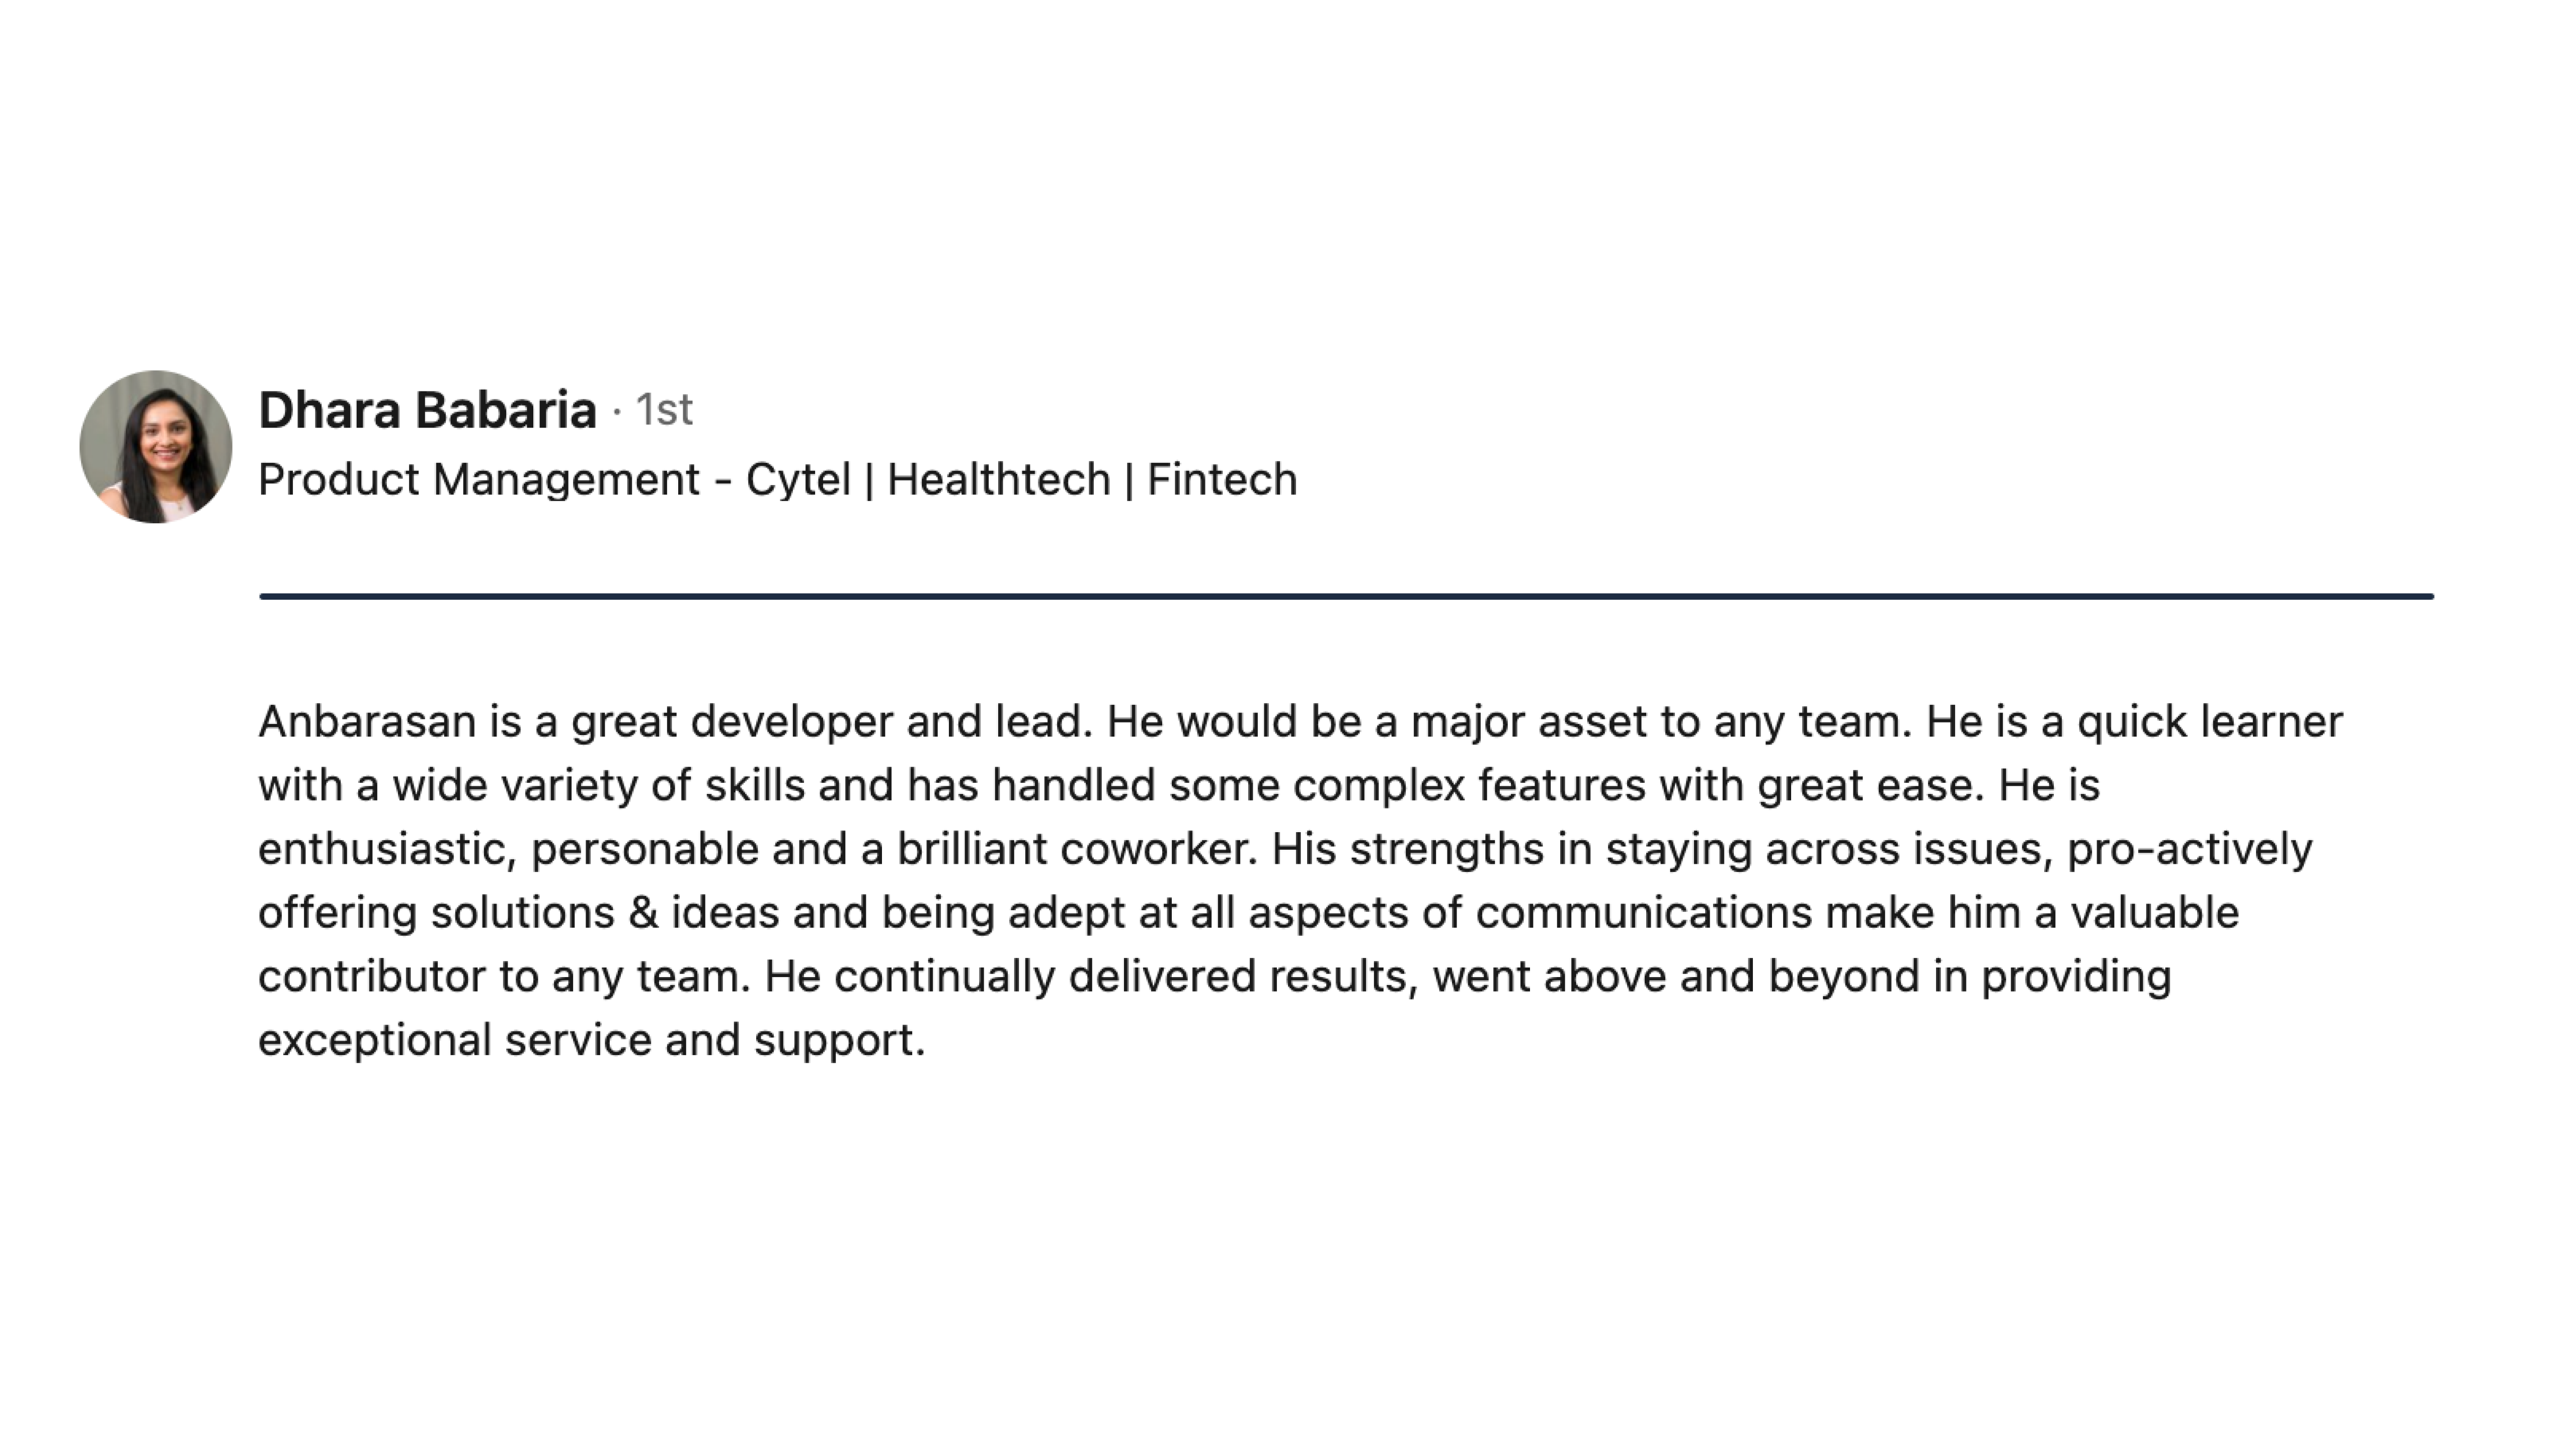 Dhara Babaria · 1st
Product Management - Cytel | Healthtech | Fintech
Anbarasan is a great developer and lead. He would be a major asset to any team. He is a quick learner
with a wide variety of skills and has handled some complex features with great ease. He is
enthusiastic, personable and a brilliant coworker. His strengths in staying across issues, pro-actively
offering solutions & ideas and being adept at all aspects of communications make him a valuable
contributor to any team. He continually delivered results, went above and beyond in providing
exceptional service and support.